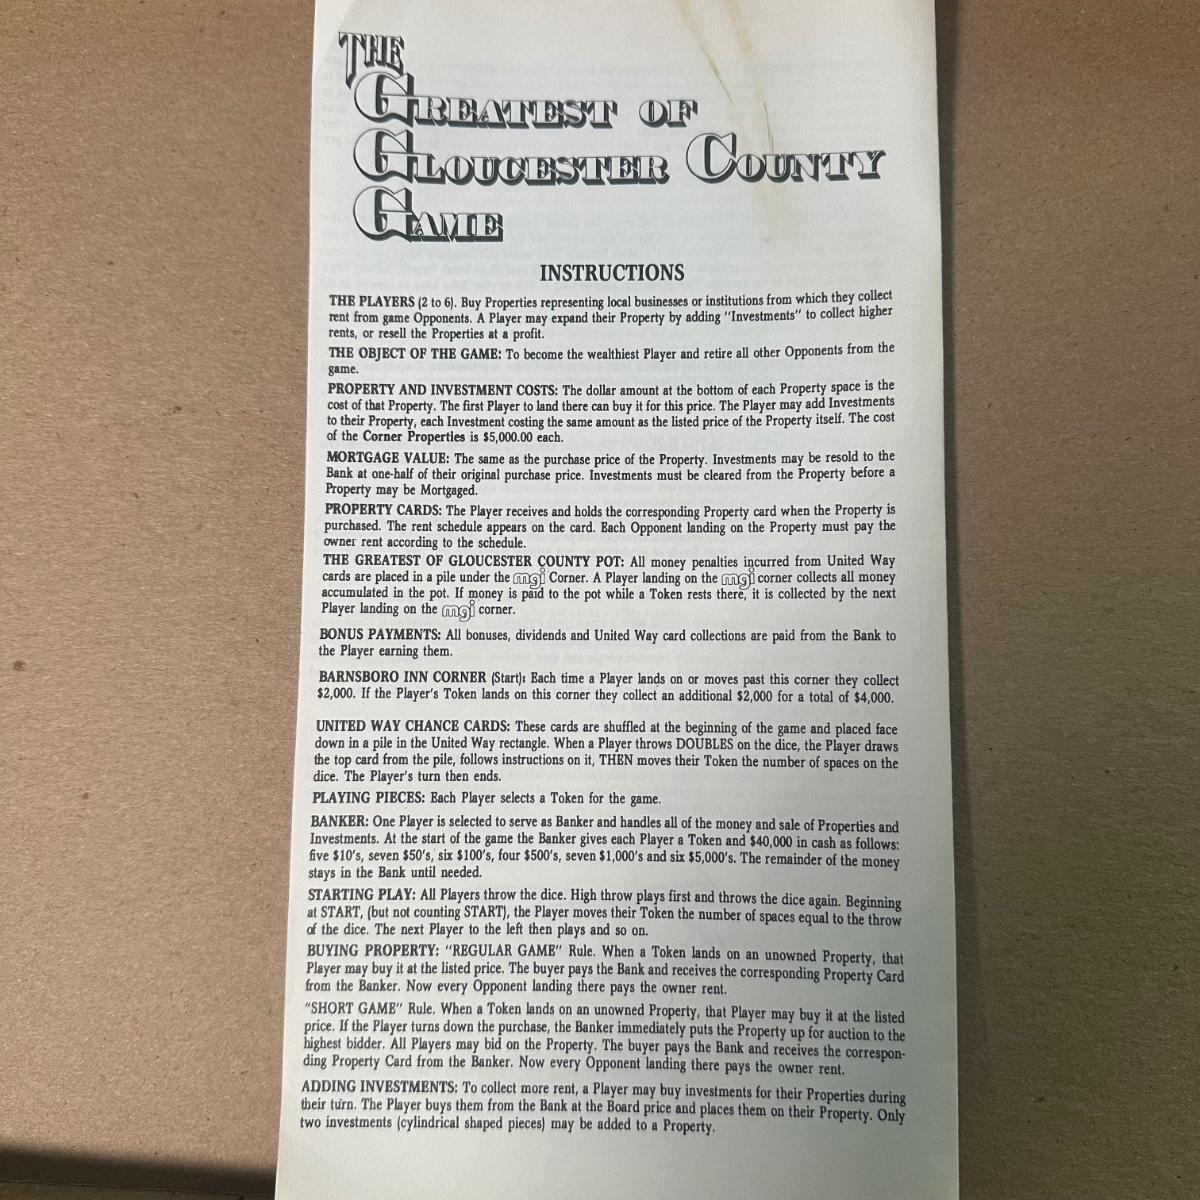 THE
GREATEST OF
GLOUCESTER COUNTY
GAME
INSTRUCTIONS
THE PLAYERS (2 to 6). Buy Properties representing local businesses or institutions from which they collect
rent from game Opponents. A Player may expand their Property by adding "Investments" to collect higher
rents, or resell the Properties at a profit.
THE OBJECT OF THE GAME: To become the wealthiest Player and retire all other Opponents from the
game.
PROPERTY AND INVESTMENT COSTS: The dollar amount at the bottom of each Property space is the
cost of that Property. The first Player to land there can buy it for this price. The Player may add Investments
to their Property, each Investment costing the same amount as the listed price of the Property itself. The cost
of the Corner Properties is $5,000.00 each.
MORTGAGE VALUE: The same as the purchase price of the Property. Investments may be resold to the
Bank at one-half of their original purchase price. Investments must be cleared from the Property before a
Property may be Mortgaged.
PROPERTY CARDS: The Player receives and holds the corresponding Property card when the Property is
purchased. The rent schedule appears on the card. Each Opponent landing on the Property must pay the
owner rent according to the schedule.
THE GREATEST OF GLOUCESTER COUNTY POT: All money penalties incurred from United Way
cards are placed in a pile under the mgi Corner. A Player landing on the mgi corner collects all money
accumulated in the pot. If money is paid to the pot while a Token rests there, it is collected by the next
Player landing on the mgi corner.
BONUS PAYMENTS: All bonuses, dividends and United Way card collections are paid from the Bank to
the Player earning them.
BARNSBORO INN CORNER (Start): Each time a Player lands on or moves past this corner they collect
$2,000. If the Player's Token lands on this corner they collect an additional $2,000 for a total of $4,000.
UNITED WAY CHANCE CARDS: These cards are shuffled at the beginning of the game and placed face
down in a pile in the United Way rectangle. When a Player throws DOUBLES on the dice, the Player draws
the top card from the pile, follows instructions on it, THEN moves their Token the number of spaces on the
dice. The Player's turn then ends.
PLAYING PIECES: Each Player selects a Token for the game.
BANKER: One Player is selected to serve as Banker and handles all of the money and sale of Properties and
Investments. At the start of the game the Banker gives each Player a Token and $40,000 in cash as follows:
five $10's, seven $50's, six $100's, four $500's, seven $1,000's and six $5,000's. The remainder of the money
stays in the Bank until needed.
STARTING PLAY: All Players throw the dice. High throw plays first and throws the dice again. Beginning
at START, (but not counting START), the Player moves their Token the number of spaces equal to the throw
of the dice. The next Player to the left then plays and so on.
BUYING PROPERTY: "REGULAR GAME" Rule. When a Token lands on an unowned Property, that
Player may buy it at the listed price. The buyer pays the Bank and receives the corresponding Property Card
from the Banker. Now every Opponent landing there pays the owner rent.
"SHORT GAME" Rule. When a Token lands on an unowned Property, that Player may buy it at the listed
price. If the Player turns down the purchase, the Banker immediately puts the Property up for auction to the
highest bidder. All Players may bid on the Property. The buyer pays the Bank and receives the correspon-
ding Property Card from the Banker. Now every Opponent landing there pays the owner rent.
ADDING INVESTMENTS: To collect more rent, a Player may buy investments for their Properties during
their turn. The Player buys them from the Bank at the Board price and places them on their Property. Only
two investments (cylindrical shaped pieces) may be added to a Property.